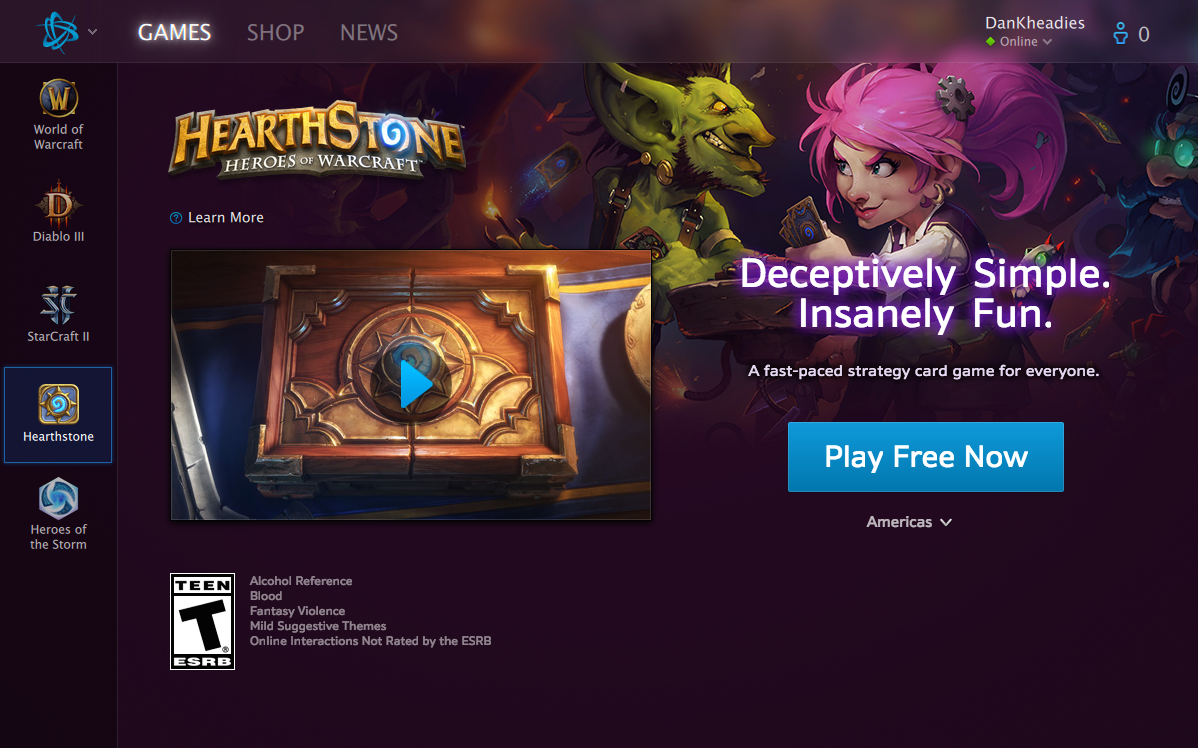 GAMES SHOP NEWS
DanKheadies
Online
0
World of
Warcraft
Diablo III
StarCraft II
Hearthstone
Heroes of
the Storm
HEARTHSTONE™
HEROES OF WARCRAFT™
Learn More
Deceptively Simple.
Insanely Fun.
A fast-paced strategy card game for everyone.
Play Free Now
Americas
TEEN
T®
ESRB
Alcohol Reference
Blood
Fantasy Violence
Mild Suggestive Themes
Online Interactions Not Rated by the ESRB